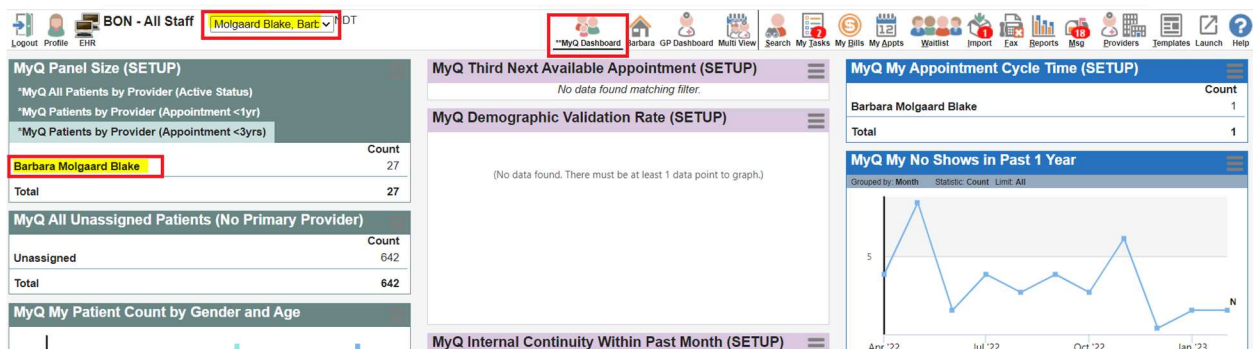 BON - All Staff
Molgaard Blake, Bart
NDT
Logout Profile EHR
**MyQ Dashboard Barbara GP Dashboard Multi View Search My Tasks My Bills My Appts Waitlist Import Fax Reports Msg Providers Templates Launch Help
2
12
18
MyQ Panel Size (SETUP)
*MyQ All Patients by Provider (Active Status)
*MyQ Patients by Provider (Appointment <1yr)
*MyQ Patients by Provider (Appointment <3yrs)
Count
Barbara Molgaard Blake 27
Total 27
MyQ All Unassigned Patients (No Primary Provider)
Count
Unassigned 642
Total 642
MyQ My Patient Count by Gender and Age
MyQ Third Next Available Appointment (SETUP)
No data found matching filter.
MyQ Demographic Validation Rate (SETUP)
(No data found. There must be at least 1 data point to graph.)
MyQ Internal Continuity Within Past Month (SETUP)
MyQ My Appointment Cycle Time (SETUP)
Count
Barbara Molgaard Blake 1
Total 1
MyQ My No Shows in Past 1 Year
Grouped by: Month Statistic: Count Limit: All
5
N
Apr '22 Jul '22 Oct '22 Jan '23